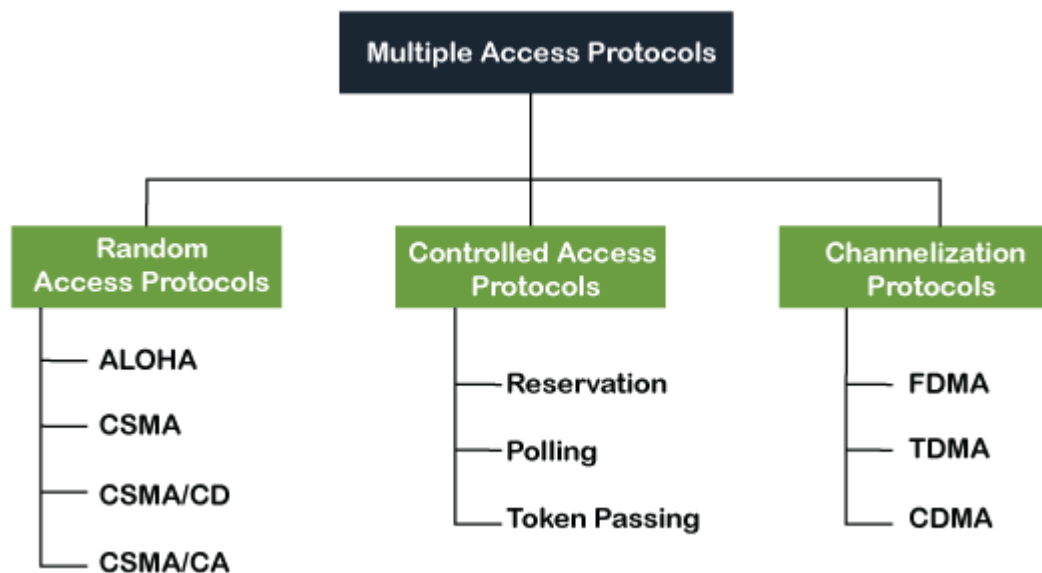 Multiple Access Protocols
Random
Access Protocols
ALOHA
CSMA
CSMA/CD
CSMA/CA
Controlled Access
Protocols
Reservation
Polling
Token Passing
Channelization
Protocols
FDMA
TDMA
CDMA